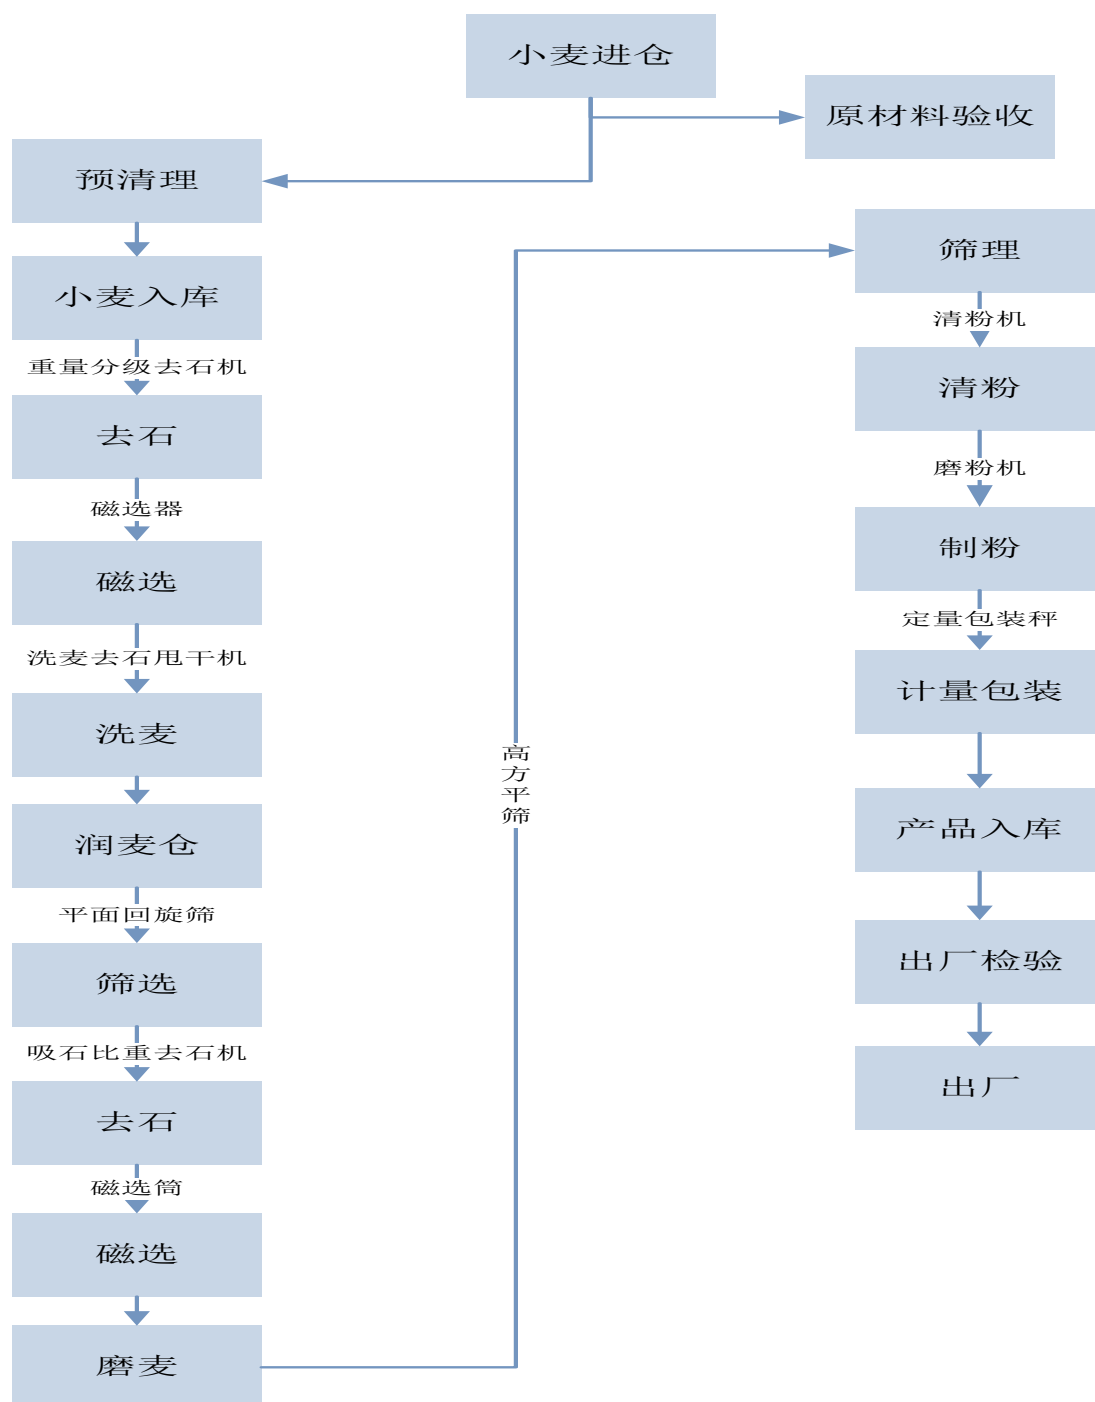 小麦进仓
原材料验收
预清理
小麦入库
重量分级去石机
去石
磁选器
磁选
洗麦去石甩干机
洗麦
润麦仓
平面回旋筛
筛选
吸石比重去石机
去石
磁选筒
磁选
磨麦
高方平筛
筛理
清粉机
清粉
磨粉机
制粉
定量包装秤
计量包装
产品入库
出厂检验
出厂